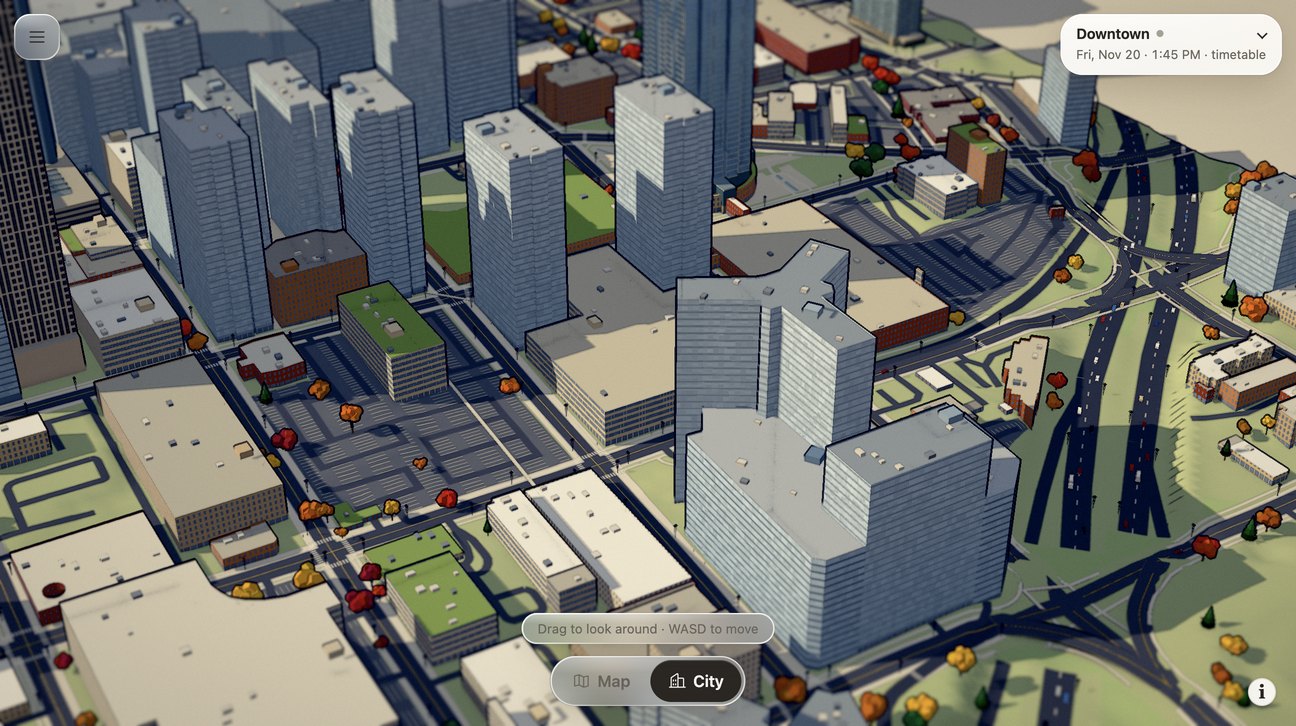 Downtown
Fri, Nov 20 · 1:45 PM · timetable
Drag to look around · WASD to move
Map
City
i